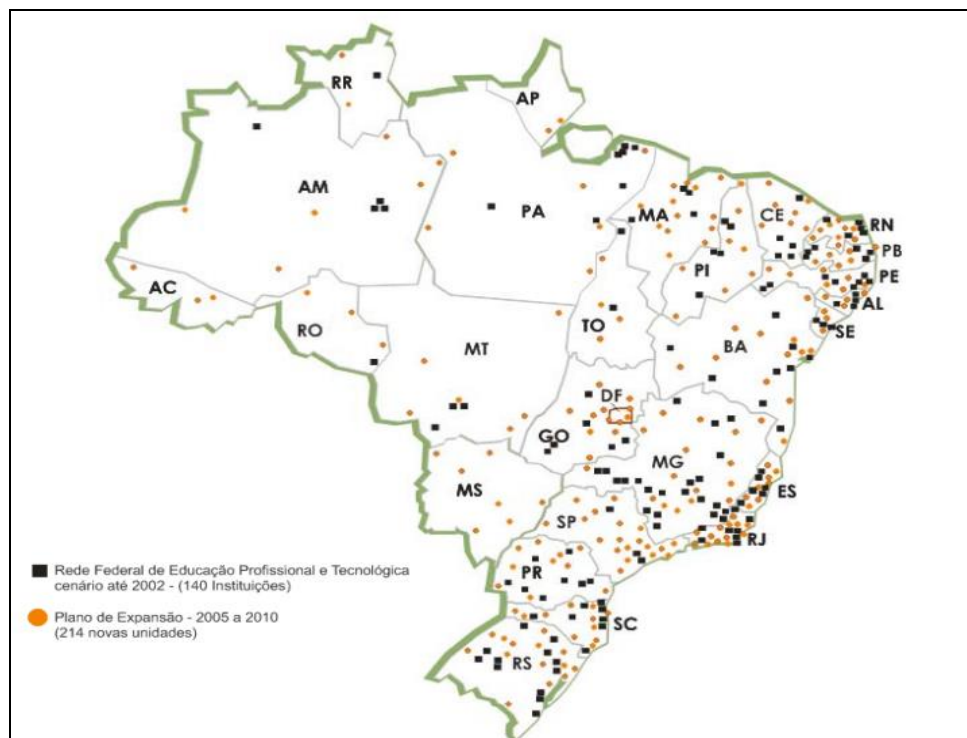 RR
AP
AM
PA
MA
CE
RN
PB
PI
PE
AC
AL
TO
RO
SE
MT
BA
DF
GO
MG
MS
ES
SP
RJ
PR
SC
RS
Rede Federal de Educação Profissional e Tecnológica
cenário até 2002 - (140 Instituições)
Plano de Expansão - 2005 a 2010
(214 novas unidades)